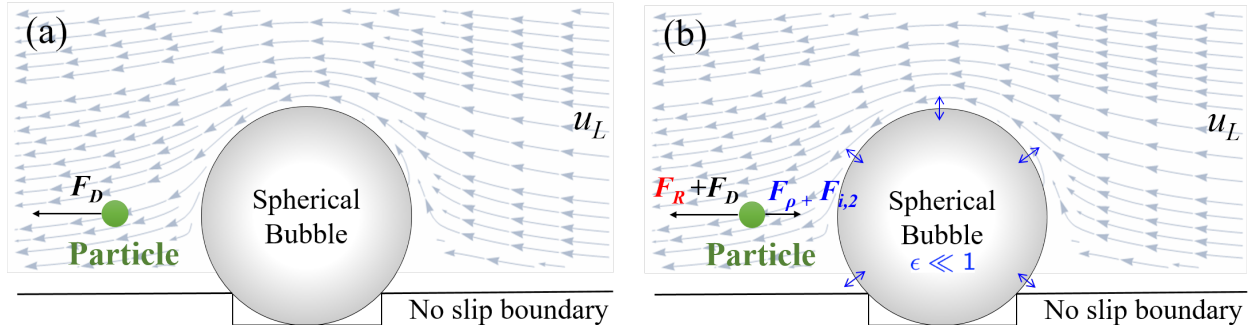 (a)
u_L
F_D
Particle
Spherical
Bubble
No slip boundary
(b)
u_L
F_R + F_D
F_ρ + F_{i,2}
Particle
Spherical
Bubble
ϵ ≪ 1
No slip boundary